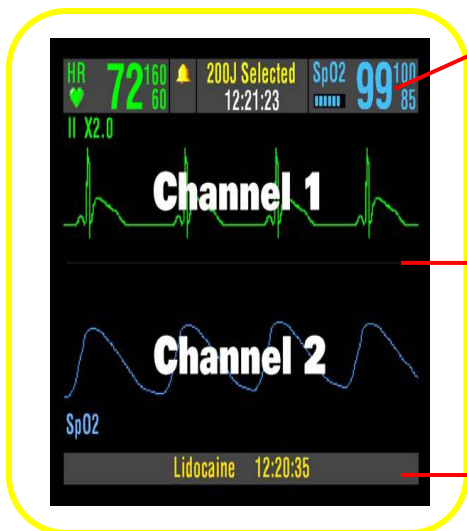 HR 72 160 60
200J Selected
12:21:23
SpO2 99 100 85
II X2.0
Channel 1
Channel 2
SpO2
Lidocaine 12:20:35